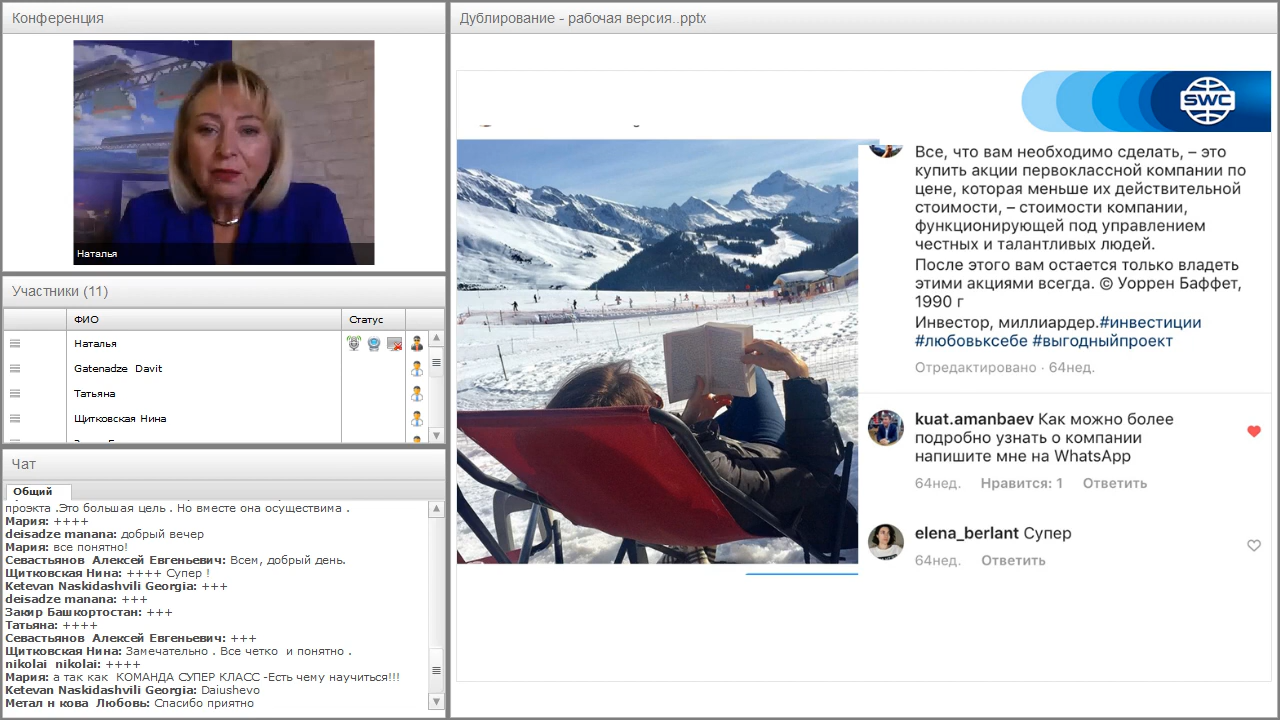 Конференция
Наталья
Участники (11)
ФИО
Статус
Наталья
Gatenadze Davit
Татьяна
Щитковская Нина
Чат
Общий
проекта .Это большая цель . Но вместе она осуществима .
Мария: ++++
deisadze manana: добрый вечер
Мария: все понятно!
Севастьянов Алексей Евгеньевич: Всем, добрый день.
Щитковская Нина: ++++ Супер !
Ketevan Naskidashvili Georgia: +++
deisadze manana: +++
Закир Башкортостан: +++
Татьяна: ++++
Севастьянов Алексей Евгеньевич: +++
Щитковская Нина: Замечательно . Все четко и понятно .
nikolai nikolai: ++++
Мария: а так как КОМАНДА СУПЕР КЛАСС -Есть чему научиться!!!
Ketevan Naskidashvili Georgia: Daiushevo
Метал н кова Любовь: Спасибо приятно
Дублирование - рабочая версия..pptx
SWC
Все, что вам необходимо сделать, – это
купить акции первоклассной компании по
цене, которая меньше их действительной
стоимости, – стоимости компании,
функционирующей под управлением
честных и талантливых людей.
После этого вам остается только владеть
этими акциями всегда. © Уоррен Баффет,
1990 г
Инвестор, миллиардер.#инвестиции
#любовьксебе #выгодныйпроект
Отредактировано · 64нед.
kuat.amanbaev Как можно более
подробно узнать о компании
напишите мне на WhatsApp
64нед. Нравится: 1 Ответить
elena_berlant Супер
64нед. Ответить